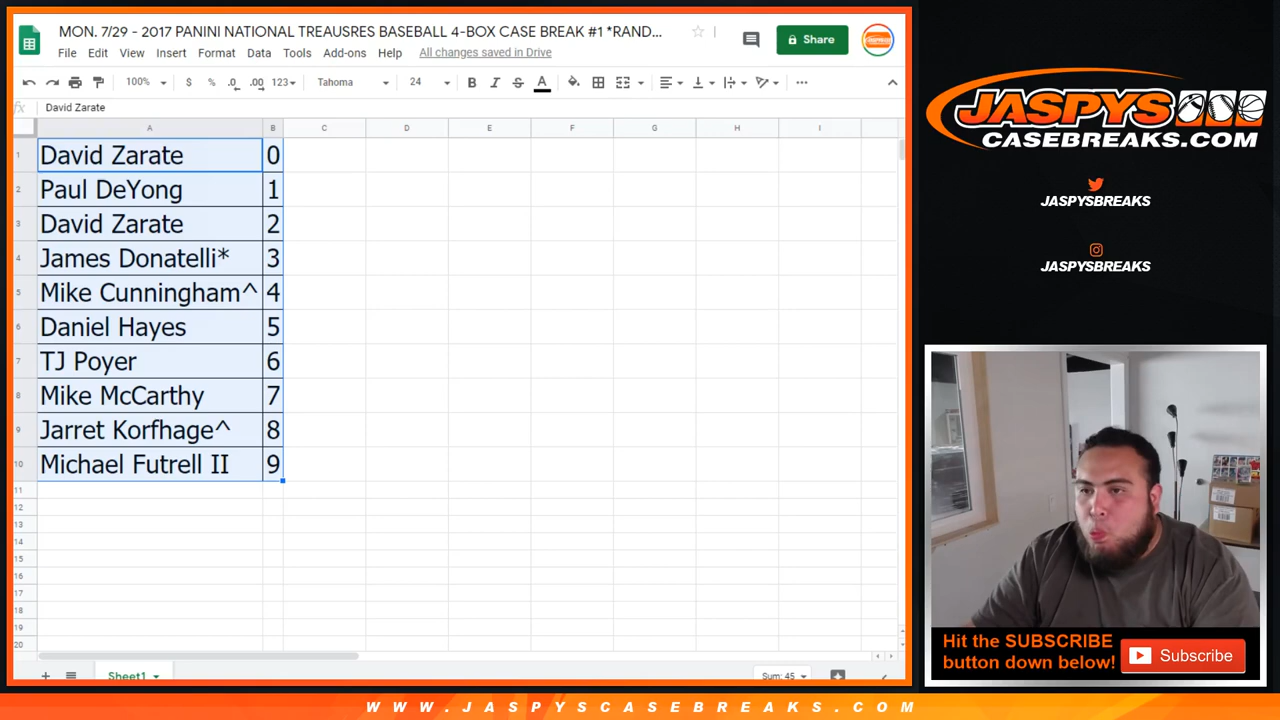 MON. 7/29 - 2017 PANINI NATIONAL TREAUSRES BASEBALL 4-BOX CASE BREAK #1 *RAND...
Share
File Edit View Insert Format Data Tools Add-ons Help All changes saved in Drive
100% $ % .0 .00 123 Tahoma 24 B I S A
fx David Zarate
A B C D E F G H I
1 David Zarate 0
2 Paul DeYong 1
3 David Zarate 2
4 James Donatelli* 3
5 Mike Cunningham^ 4
6 Daniel Hayes 5
7 TJ Poyer 6
8 Mike McCarthy 7
9 Jarret Korfhage^ 8
10 Michael Futrell II 9
11
12
13
14
15
16
17
18
19
20
Sheet1 Sum: 45
JASPYS
CASEBREAKS.COM
JASPYSBREAKS
JASPYSBREAKS
Hit the SUBSCRIBE
button down below!
Subscribe
WWW.JASPYSCASEBREAKS.COM